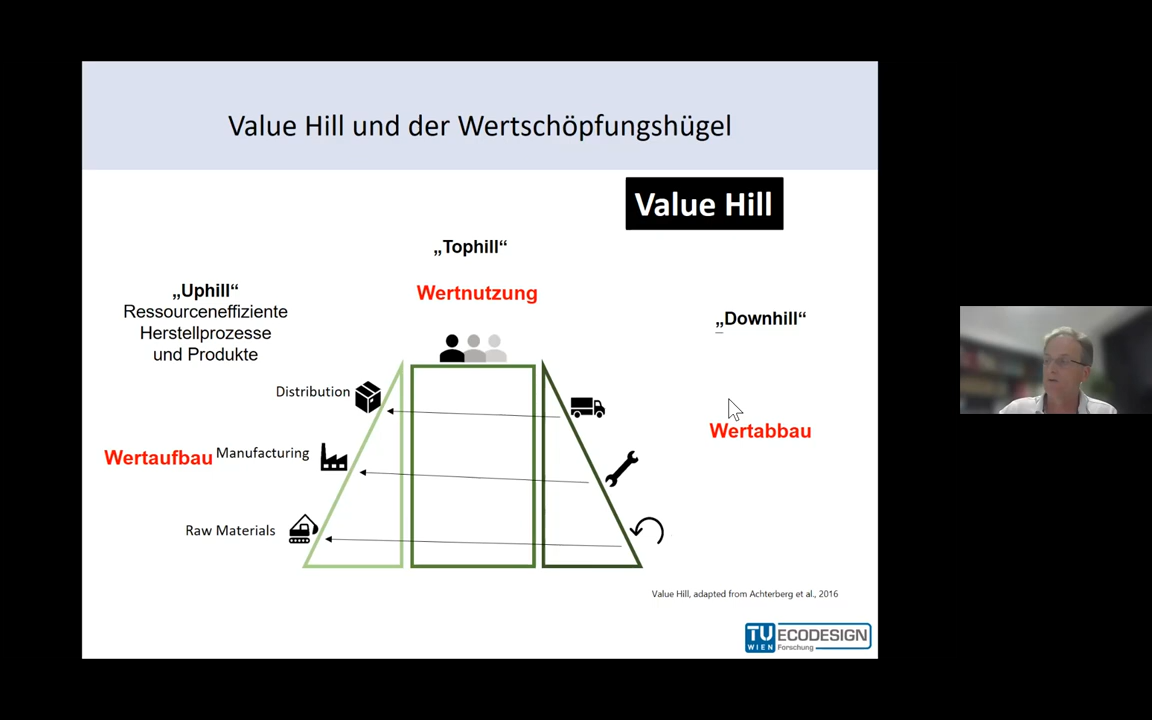 Value Hill und der Wertschöpfungshügel
Value Hill
„Tophill“
Wertnutzung
„Uphill“
Ressourceneffiziente
Herstellprozesse
und Produkte
„Downhill“
Distribution
Wertabbau
Wertaufbau
Manufacturing
Raw Materials
Value Hill, adapted from Achterberg et al., 2016
TU
WIEN
ECODESIGN
Forschung